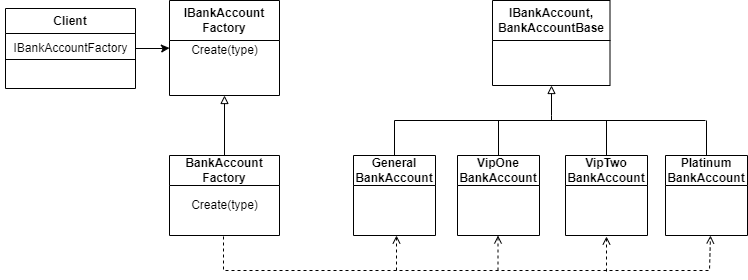 Client
IBankAccountFactory
IBankAccount
Factory
Create(type)
IBankAccount,
BankAccountBase
BankAccount
Factory
Create(type)
General
BankAccount
VipOne
BankAccount
VipTwo
BankAccount
Platinum
BankAccount